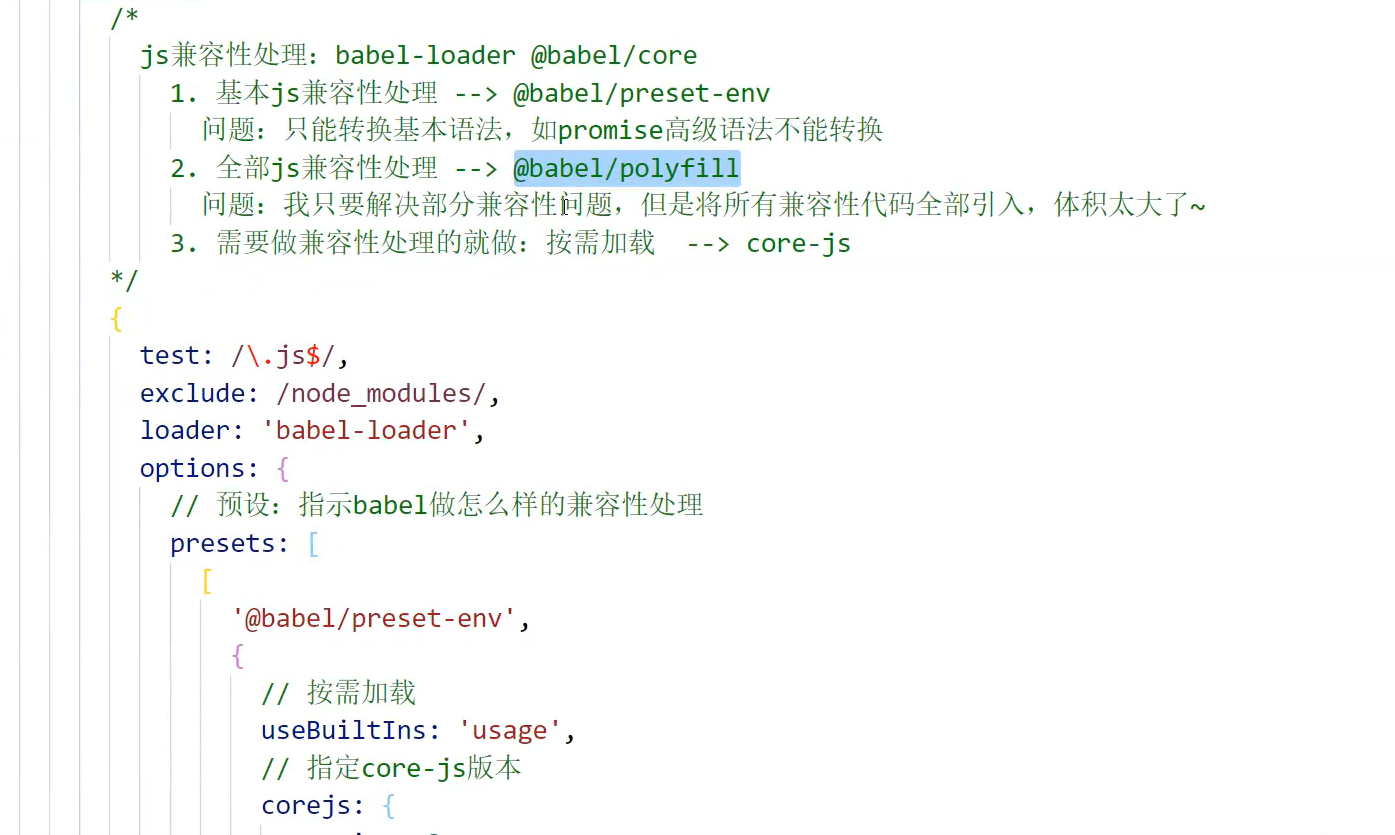 /*
js兼容性处理：babel-loader @babel/core
1. 基本js兼容性处理 --> @babel/preset-env
问题：只能转换基本语法，如promise高级语法不能转换
2. 全部js兼容性处理 --> @babel/polyfill
问题：我只要解决部分兼容性问题，但是将所有兼容性代码全部引入，体积太大了~
3. 需要做兼容性处理的就做：按需加载 --> core-js
*/
{
test: /\.js$/,
exclude: /node_modules/,
loader: 'babel-loader',
options: {
// 预设：指示babel做怎么样的兼容性处理
presets: [
[
'@babel/preset-env',
{
// 按需加载
useBuiltIns: 'usage',
// 指定core-js版本
corejs: {